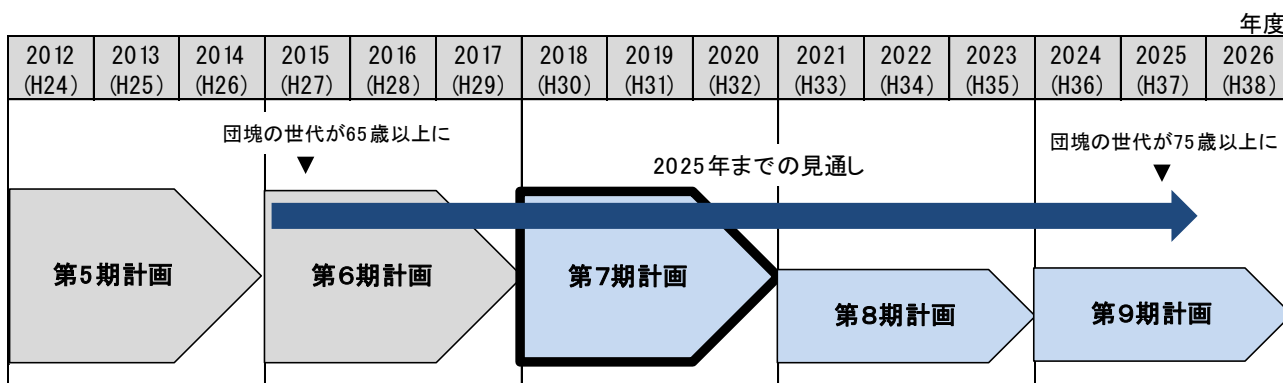 年度
2012 2013 2014 2015 2016 2017 2018 2019 2020 2021 2022 2023 2024 2025 2026
(H24) (H25) (H26) (H27) (H28) (H29) (H30) (H31) (H32) (H33) (H34) (H35) (H36) (H37) (H38)
団塊の世代が65歳以上に
団塊の世代が75歳以上に
▼
2025年までの見通し
▼
第5期計画
第6期計画
第7期計画
第8期計画
第9期計画